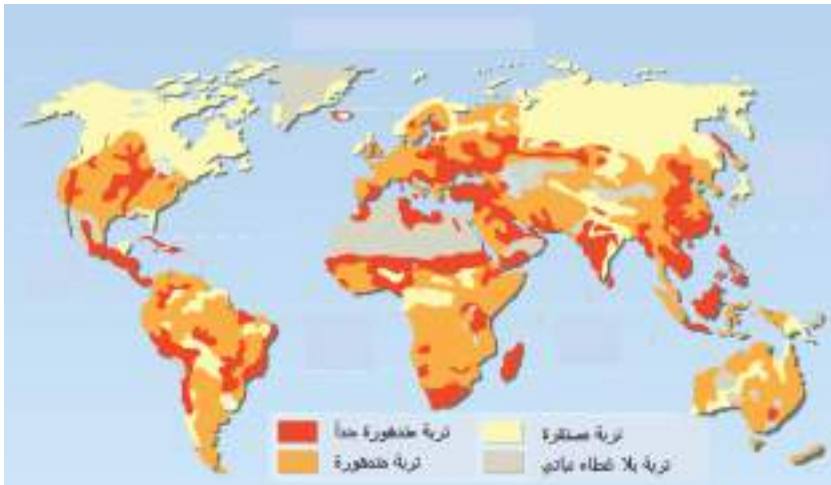 تربة متدهورة جداً
تربة مستقرة
تربة متدهورة
تربة بلا غطاء نباتي